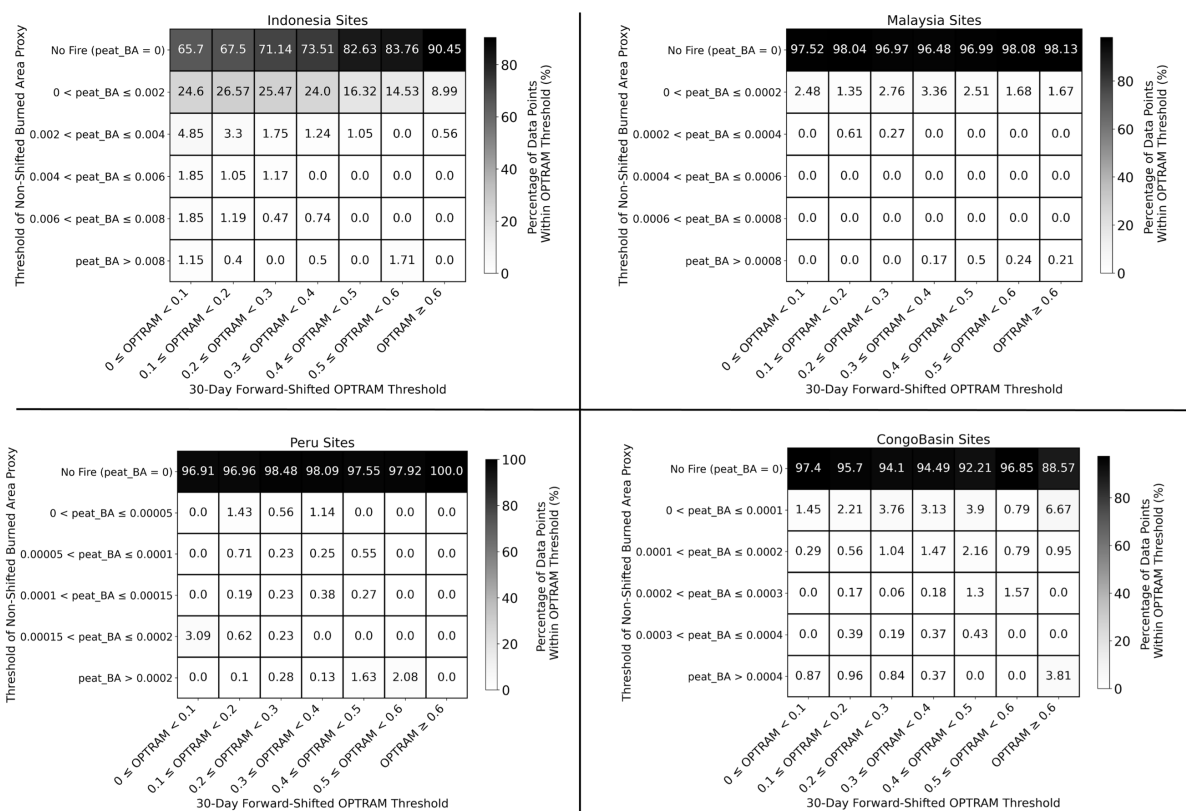 Indonesia Sites
Threshold of Non-Shifted Burned Area Proxy
No Fire (peat_BA = 0) 65.7 67.5 71.14 73.51 82.63 83.76 90.45
0 < peat_BA ≤ 0.002 24.6 26.57 25.47 24.0 16.32 14.53 8.99
0.002 < peat_BA ≤ 0.004 4.85 3.3 1.75 1.24 1.05 0.0 0.56
0.004 < peat_BA ≤ 0.006 1.85 1.05 1.17 0.0 0.0 0.0 0.0
0.006 < peat_BA ≤ 0.008 1.85 1.19 0.47 0.74 0.0 0.0 0.0
peat_BA > 0.008 1.15 0.4 0.0 0.5 0.0 1.71 0.0
0 ≤ OPTRAM < 0.1
0.1 ≤ OPTRAM < 0.2
0.2 ≤ OPTRAM < 0.3
0.3 ≤ OPTRAM < 0.4
0.4 ≤ OPTRAM < 0.5
0.5 ≤ OPTRAM < 0.6
OPTRAM ≥ 0.6
30-Day Forward-Shifted OPTRAM Threshold
80
60
40
20
0
Percentage of Data Points
Within OPTRAM Threshold (%)
Malaysia Sites
Threshold of Non-Shifted Burned Area Proxy
No Fire (peat_BA = 0) 97.52 98.04 96.97 96.48 96.99 98.08 98.13
0 < peat_BA ≤ 0.0002 2.48 1.35 2.76 3.36 2.51 1.68 1.67
0.0002 < peat_BA ≤ 0.0004 0.0 0.61 0.27 0.0 0.0 0.0 0.0
0.0004 < peat_BA ≤ 0.0006 0.0 0.0 0.0 0.0 0.0 0.0 0.0
0.0006 < peat_BA ≤ 0.0008 0.0 0.0 0.0 0.0 0.0 0.0 0.0
peat_BA > 0.0008 0.0 0.0 0.0 0.17 0.5 0.24 0.21
0 ≤ OPTRAM < 0.1
0.1 ≤ OPTRAM < 0.2
0.2 ≤ OPTRAM < 0.3
0.3 ≤ OPTRAM < 0.4
0.4 ≤ OPTRAM < 0.5
0.5 ≤ OPTRAM < 0.6
OPTRAM ≥ 0.6
30-Day Forward-Shifted OPTRAM Threshold
80
60
40
20
0
Percentage of Data Points
Within OPTRAM Threshold (%)
Peru Sites
Threshold of Non-Shifted Burned Area Proxy
No Fire (peat_BA = 0) 96.91 96.96 98.48 98.09 97.55 97.92 100.0
0 < peat_BA ≤ 0.00005 0.0 1.43 0.56 1.14 0.0 0.0 0.0
0.00005 < peat_BA ≤ 0.0001 0.0 0.71 0.23 0.25 0.55 0.0 0.0
0.0001 < peat_BA ≤ 0.00015 0.0 0.19 0.23 0.38 0.27 0.0 0.0
0.00015 < peat_BA ≤ 0.0002 3.09 0.62 0.23 0.0 0.0 0.0 0.0
peat_BA > 0.0002 0.0 0.1 0.28 0.13 1.63 2.08 0.0
0 ≤ OPTRAM < 0.1
0.1 ≤ OPTRAM < 0.2
0.2 ≤ OPTRAM < 0.3
0.3 ≤ OPTRAM < 0.4
0.4 ≤ OPTRAM < 0.5
0.5 ≤ OPTRAM < 0.6
OPTRAM ≥ 0.6
30-Day Forward-Shifted OPTRAM Threshold
100
80
60
40
20
0
Percentage of Data Points
Within OPTRAM Threshold (%)
CongoBasin Sites
Threshold of Non-Shifted Burned Area Proxy
No Fire (peat_BA = 0) 97.4 95.7 94.1 94.49 92.21 96.85 88.57
0 < peat_BA ≤ 0.0001 1.45 2.21 3.76 3.13 3.9 0.79 6.67
0.0001 < peat_BA ≤ 0.0002 0.29 0.56 1.04 1.47 2.16 0.79 0.95
0.0002 < peat_BA ≤ 0.0003 0.0 0.17 0.06 0.18 1.3 1.57 0.0
0.0003 < peat_BA ≤ 0.0004 0.0 0.39 0.19 0.37 0.43 0.0 0.0
peat_BA > 0.0004 0.87 0.96 0.84 0.37 0.0 0.0 3.81
0 ≤ OPTRAM < 0.1
0.1 ≤ OPTRAM < 0.2
0.2 ≤ OPTRAM < 0.3
0.3 ≤ OPTRAM < 0.4
0.4 ≤ OPTRAM < 0.5
0.5 ≤ OPTRAM < 0.6
OPTRAM ≥ 0.6
30-Day Forward-Shifted OPTRAM Threshold
80
60
40
20
0
Percentage of Data Points
Within OPTRAM Threshold (%)